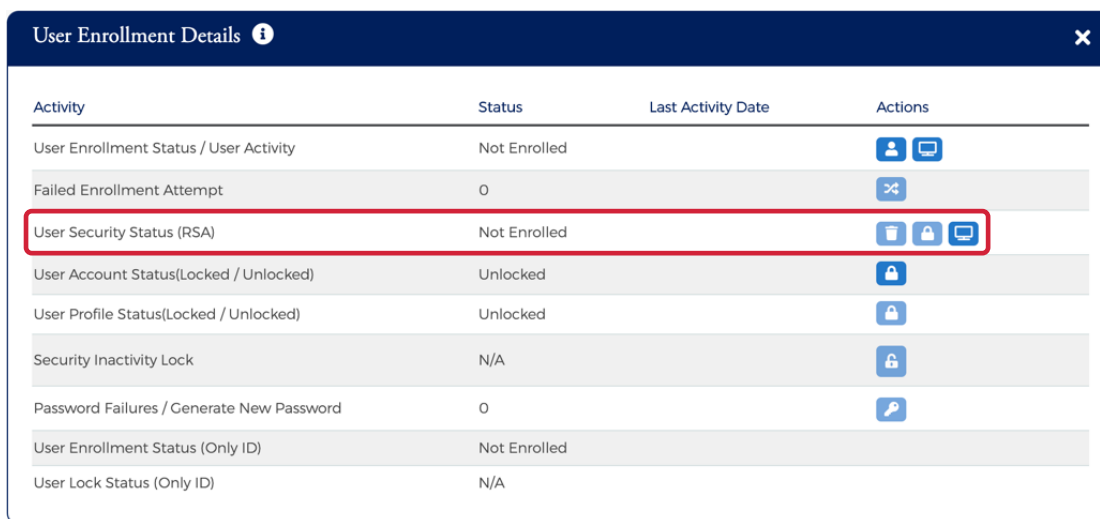 User Enrollment Details
Activity Status Last Activity Date Actions
User Enrollment Status / User Activity Not Enrolled
Failed Enrollment Attempt 0
User Security Status (RSA) Not Enrolled
User Account Status(Locked / Unlocked) Unlocked
User Profile Status(Locked / Unlocked) Unlocked
Security Inactivity Lock N/A
Password Failures / Generate New Password 0
User Enrollment Status (Only ID) Not Enrolled
User Lock Status (Only ID) N/A